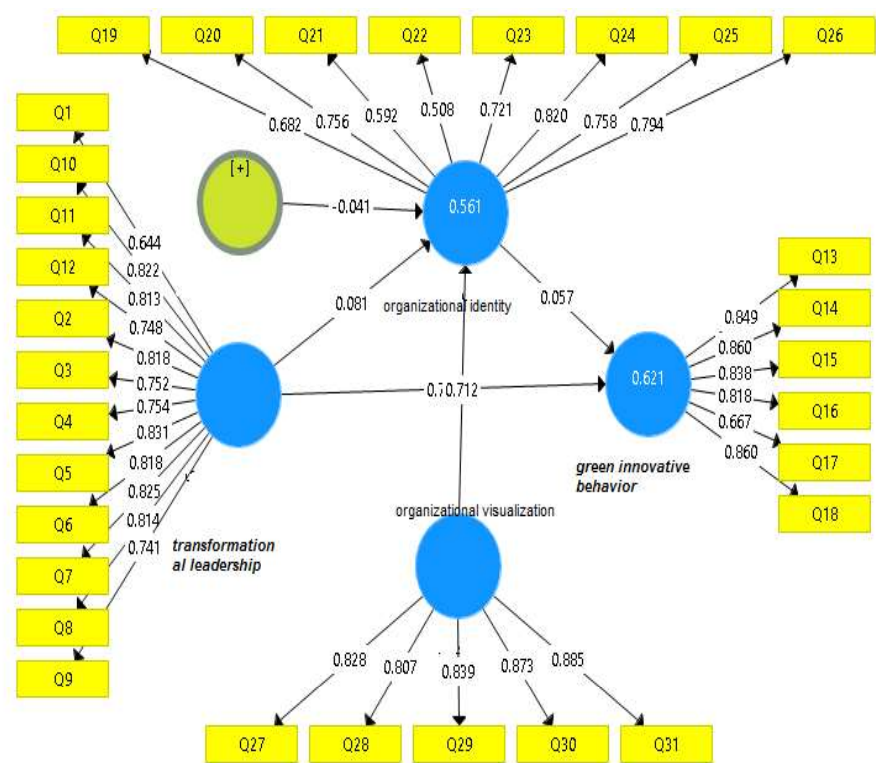 Q19
Q20
Q21
Q22
Q23
Q24
Q25
Q26
0.682
0.756
0.592
0.508
0.721
0.820
0.758
0.794
Q1
Q10
Q11
Q12
Q2
Q3
Q4
Q5
Q6
Q7
Q8
Q9
0.644
0.822
0.813
0.748
0.818
0.752
0.754
0.831
0.818
0.825
0.814
0.741
[+]
-0.041
0.561
0.081
organizational identity
0.057
0.712
0.621
Q13
Q14
Q15
Q16
Q17
Q18
0.849
0.860
0.838
0.818
0.667
0.860
green innovative
behavior
transformation
al leadership
organizational visualization
0.828
0.807
0.839
0.873
0.885
Q27
Q28
Q29
Q30
Q31